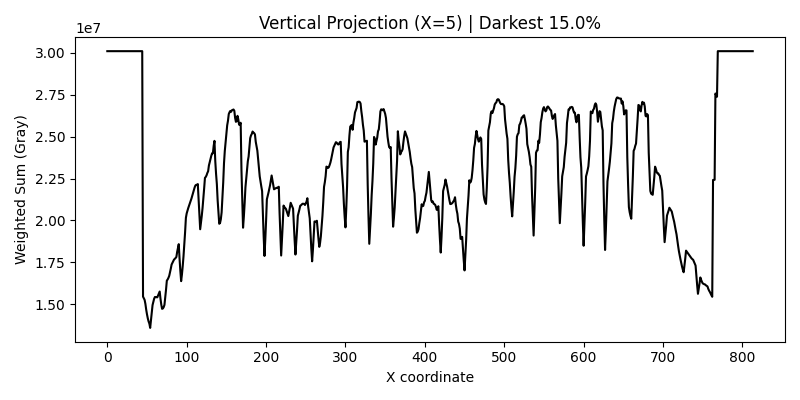 Vertical Projection (X=5) | Darkest 15.0%
1e7
3.00
2.75
2.50
2.25
2.00
1.75
1.50
Weighted Sum (Gray)
0 100 200 300 400 500 600 700 800
X coordinate